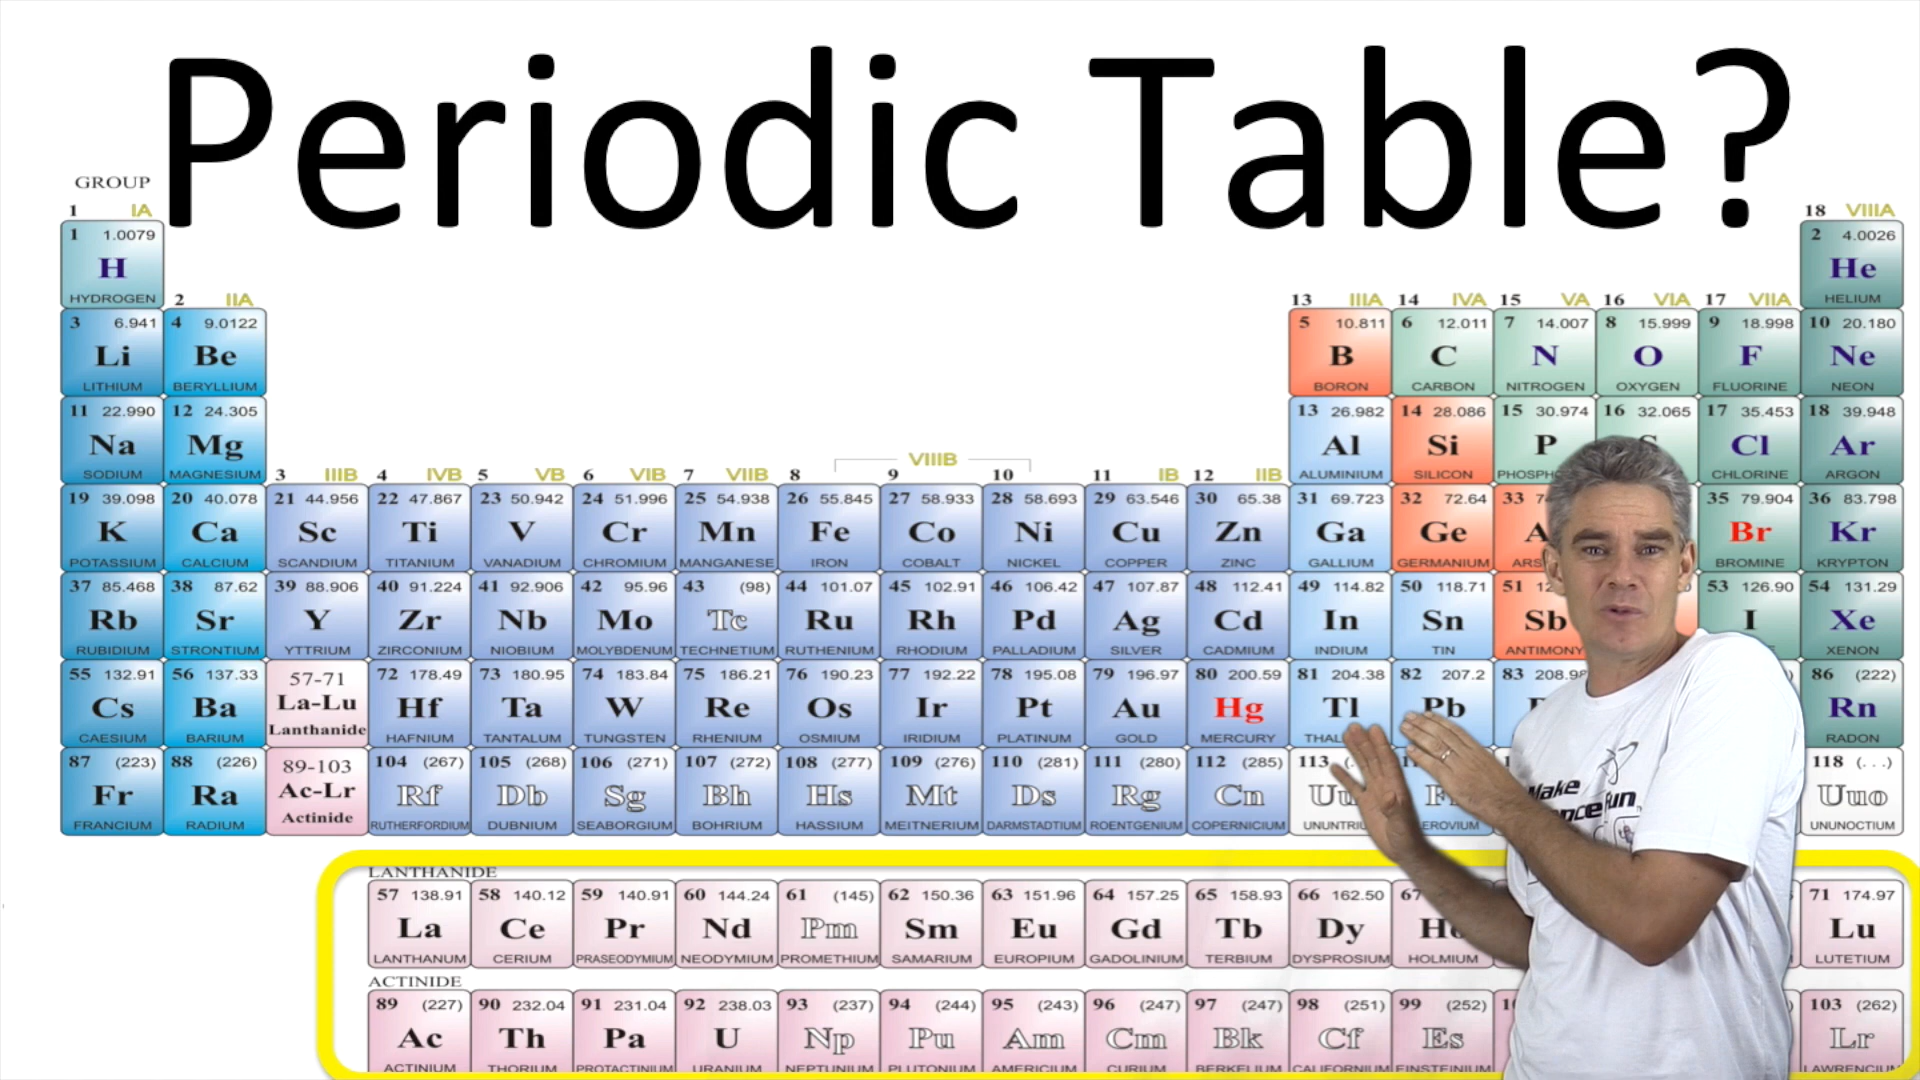 Periodic Table?
GROUP
1 IA 18 VIIIA
1 1.0079 2 4.0026
H He
HYDROGEN 2 IIA 13 IIIA 14 IVA 15 VA 16 VIA 17 VIIA HELIUM
3 6.941 4 9.0122 5 10.811 6 12.011 7 14.007 8 15.999 9 18.998 10 20.180
Li Be B C N O F Ne
LITHIUM BERYLLIUM BORON CARBON NITROGEN OXYGEN FLUORINE NEON
11 22.990 12 24.305 13 26.982 14 28.086 15 30.974 16 32.065 17 35.453 18 39.948
Na Mg Al Si P Cl Ar
SODIUM MAGNESIUM 3 IIIB 4 IVB 5 VB 6 VIB 7 VIIB 8 9 VIIIB 10 11 IB 12 IIB ALUMINIUM SILICON CHLORINE ARGON
19 39.098 20 40.078 21 44.956 22 47.867 23 50.942 24 51.996 25 54.938 26 55.845 27 58.933 28 58.693 29 63.546 30 65.38 31 69.723 32 72.64 33 35 79.904 36 83.798
K Ca Sc Ti V Cr Mn Fe Co Ni Cu Zn Ga Ge Br Kr
POTASSIUM CALCIUM SCANDIUM TITANIUM VANADIUM CHROMIUM MANGANESE IRON COBALT NICKEL COPPER ZINC GALLIUM GERMANIUM BROMINE KRYPTON
37 85.468 38 87.62 39 88.906 40 91.224 41 92.906 42 95.96 43 (98) 44 101.07 45 102.91 46 106.42 47 107.87 48 112.41 49 114.82 50 118.71 51 53 126.90 54 131.29
Rb Sr Y Zr Nb Mo Tc Ru Rh Pd Ag Cd In Sn Sb I Xe
RUBIDIUM STRONTIUM YTTRIUM ZIRCONIUM NIOBIUM MOLYBDENUM TECHNETIUM RUTHENIUM RHODIUM PALLADIUM SILVER CADMIUM INDIUM TIN ANTIMONY XENON
55 132.91 56 137.33 57-71 72 178.49 73 180.95 74 183.84 75 186.21 76 190.23 77 192.22 78 195.08 79 196.97 80 200.59 81 204.38 82 207.2 83 208.98 86 (222)
Cs Ba La-Lu Hf Ta W Re Os Ir Pt Au Hg Tl Pb Rn
CAESIUM BARIUM Lanthanide HAFNIUM TANTALUM TUNGSTEN RHENIUM OSMIUM IRIDIUM PLATINUM GOLD MERCURY RADON
87 (223) 88 (226) 89-103 104 (267) 105 (268) 106 (271) 107 (272) 108 (277) 109 (276) 110 (281) 111 (280) 112 (285) 113 118 (...)
Fr Ra Ac-Lr Rf Db Sg Bh Hs Mt Ds Rg Cn Uuo
FRANCIUM RADIUM Actinide RUTHERFORDIUM DUBNIUM SEABORGIUM BOHRIUM HASSIUM MEITNERIUM DARMSTADTIUM ROENTGENIUM COPERNICIUM UNUNOCTIUM
LANTHANIDE
57 138.91 58 140.12 59 140.91 60 144.24 61 (145) 62 150.36 63 151.96 64 157.25 65 158.93 66 162.50 67 71 174.97
La Ce Pr Nd Pm Sm Eu Gd Tb Dy Ho Lu
LANTHANUM CERIUM PRASEODYMIUM NEODYMIUM PROMETHIUM SAMARIUM EUROPIUM GADOLINIUM TERBIUM DYSPROSIUM HOLMIUM LUTETIUM
ACTINIDE
89 (227) 90 232.04 91 231.04 92 238.03 93 (237) 94 (244) 95 (243) 96 (247) 97 (247) 98 (251) 99 (252) 103 (262)
Ac Th Pa U Np Pu Am Cm Bk Cf Es Lr
ACTINIUM THORIUM PROTACTINIUM URANIUM NEPTUNIUM PLUTONIUM AMERICIUM CURIUM BERKELIUM CALIFORNIUM EINSTEINIUM LAWRENCIUM
Make
Fun